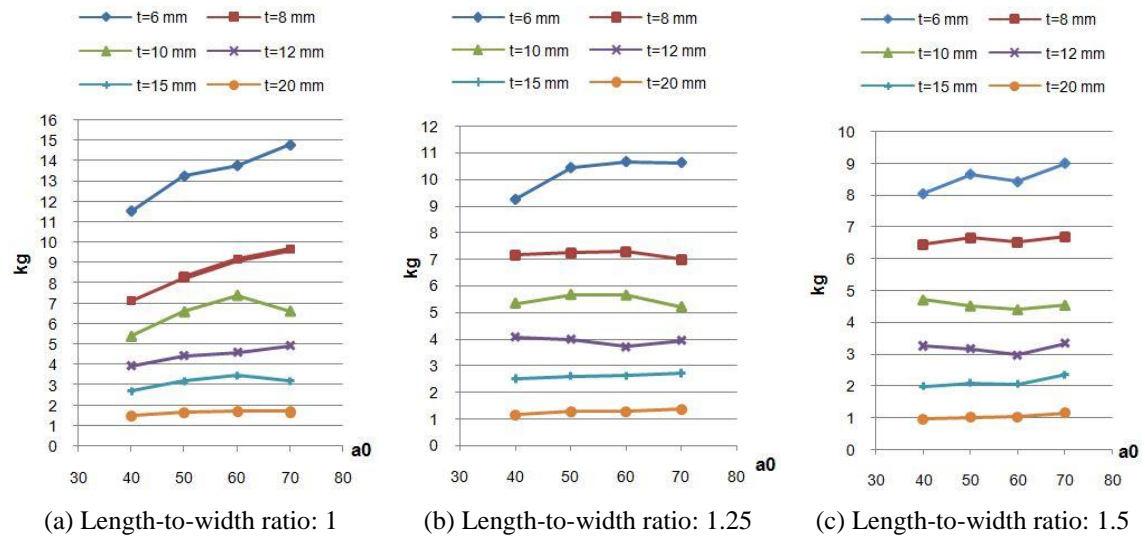 t=6 mm t=8 mm
t=10 mm t=12 mm
t=15 mm t=20 mm
16
15
14
13
12
11
10
9
8
7
6
5
4
3
2
1
0
kg
30 40 50 60 70 80
a0
(a) Length-to-width ratio: 1
t=6 mm t=8 mm
t=10 mm t=12 mm
t=15 mm t=20 mm
12
11
10
9
8
7
6
5
4
3
2
1
0
kg
30 40 50 60 70 80
a0
(b) Length-to-width ratio: 1.25
t=6 mm t=8 mm
t=10 mm t=12 mm
t=15 mm t=20 mm
10
9
8
7
6
5
4
3
2
1
0
kg
30 40 50 60 70 80
a0
(c) Length-to-width ratio: 1.5